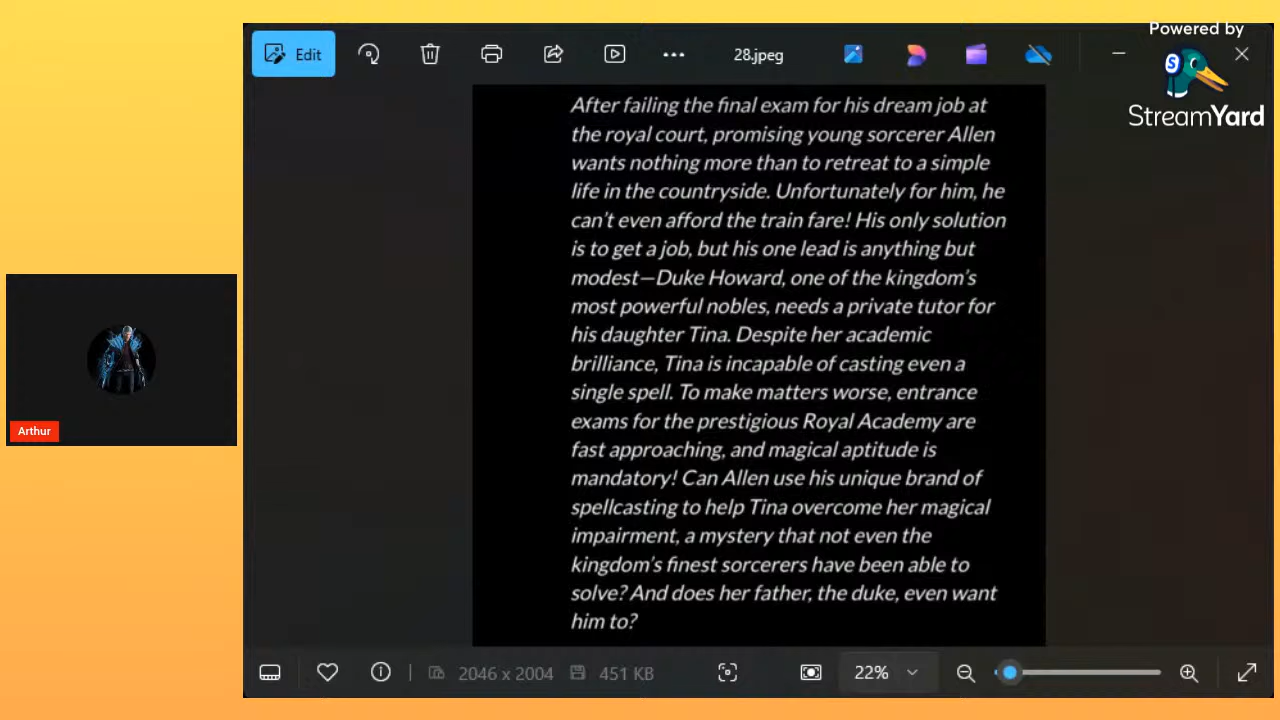 Powered by
StreamYard
Edit
28.jpeg
After failing the final exam for his dream job at
the royal court, promising young sorcerer Allen
wants nothing more than to retreat to a simple
life in the countryside. Unfortunately for him, he
can't even afford the train fare! His only solution
is to get a job, but his one lead is anything but
modest—Duke Howard, one of the kingdom's
most powerful nobles, needs a private tutor for
his daughter Tina. Despite her academic
brilliance, Tina is incapable of casting even a
single spell. To make matters worse, entrance
exams for the prestigious Royal Academy are
fast approaching, and magical aptitude is
mandatory! Can Allen use his unique brand of
spellcasting to help Tina overcome her magical
impairment, a mystery that not even the
kingdom's finest sorcerers have been able to
solve? And does her father, the duke, even want
him to?
Arthur
2046 x 2004
451 KB
22%